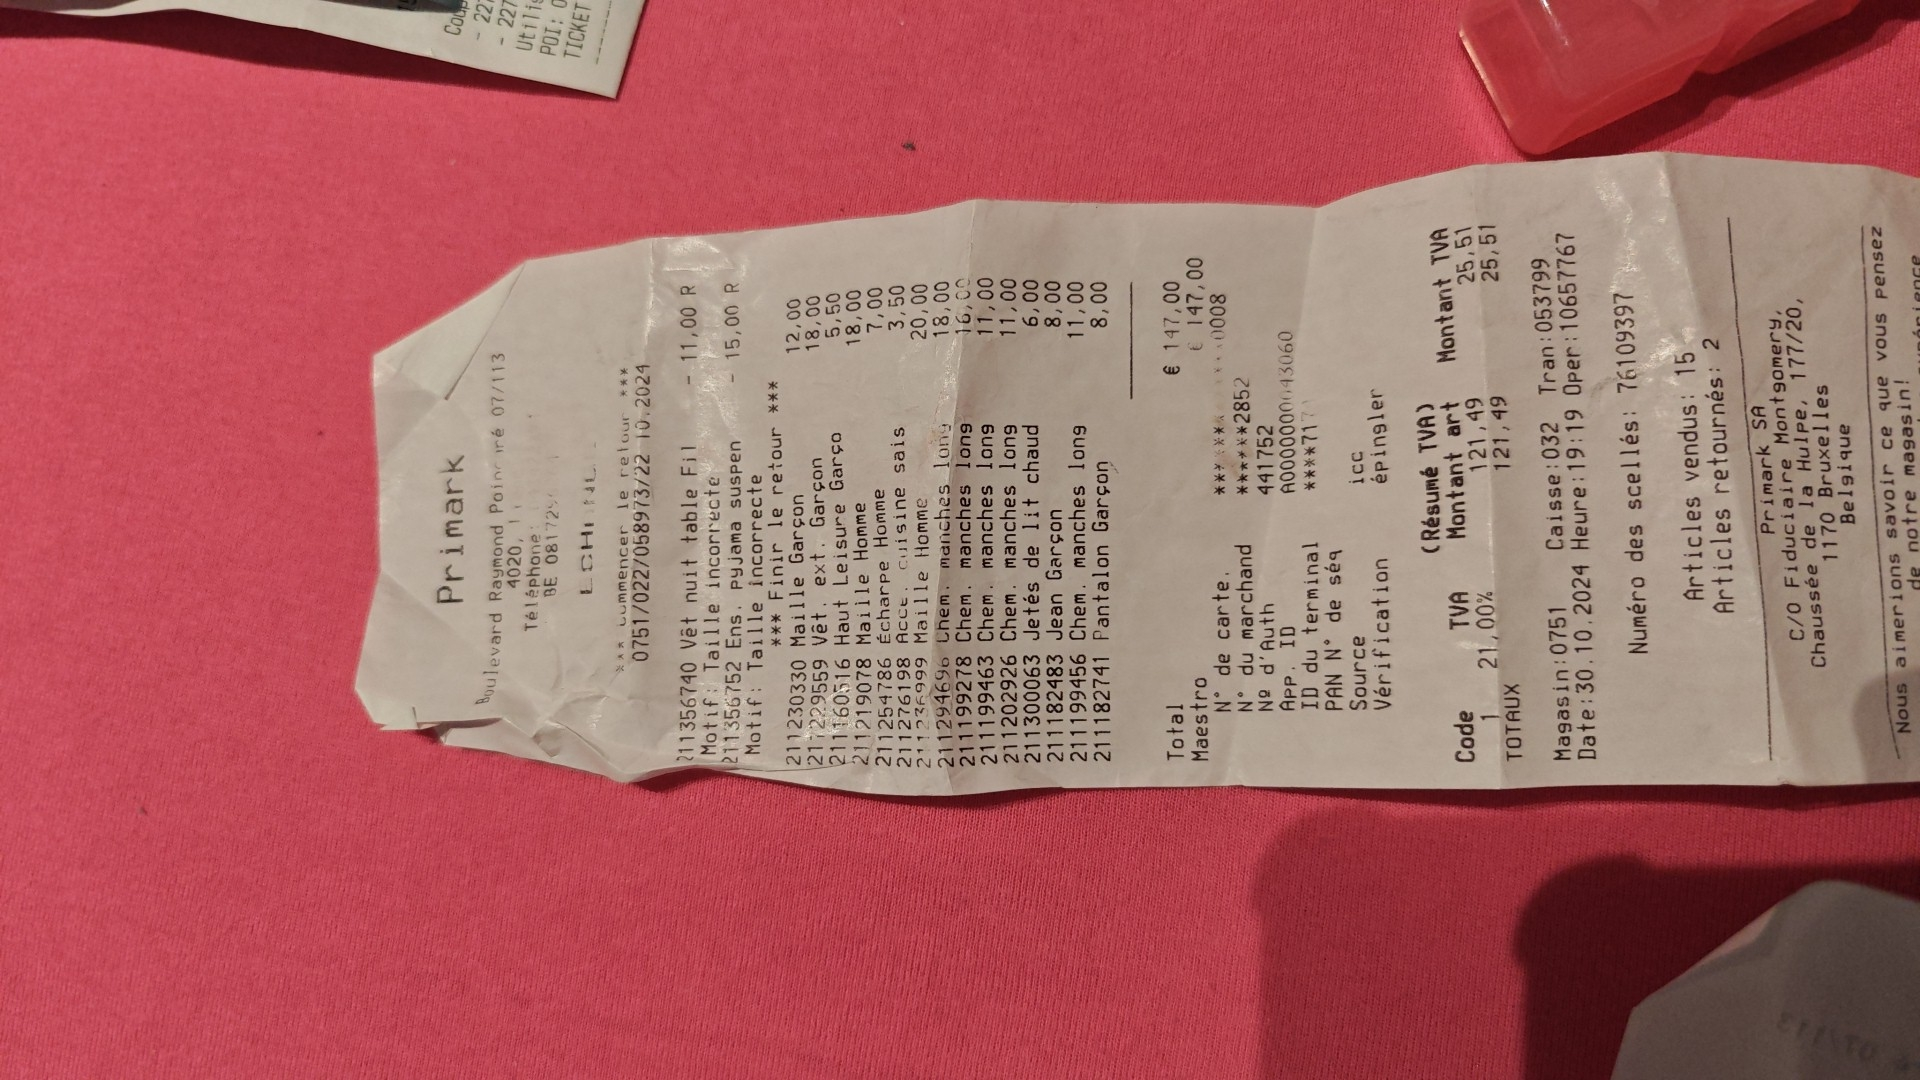 Primark
Boulevard Raymond 07/113
4020,
Téléphone:
BE
*** le retour ***
0751/022/058973/22 10.2024
211356740 Vêt nuit table Fil - 11,00 R
Motif: Taille incorrecte
211356752 Ens. pyjama suspen - 15,00 R
Motif: Taille incorrecte
*** Finir le retour ***
211230330 Maille Garçon 12,00
Vêt. ext. Garçon 18,00
211160516 Haut Leisure Garço 5,50
211219078 Maille Homme 18,00
211254786 Écharpe Homme 7,00
211276198 Acce. cuisine sais 3,50
Maille Homme 20,00
211294696 Chem. manches long 18,00
211199278 Chem. manches long 16,00
211199463 Chem. manches long 11,00
211202926 Chem. manches long 11,00
211300063 Jetés de lit chaud 6,00
211182483 Jean Garçon 8,00
211199456 Chem. manches long 11,00
211182741 Pantalon Garçon 8,00
Total € 147,00
Maestro € 147,00
N° de carte.
N° du marchand ******2852
Nº d'Auth 441752
App. ID A0000000043060
ID du terminal
PAN N° de séq
Source icc
Vérification épingler
(Résumé TVA)
Code TVA Montant art Montant TVA
1 21,00% 121,49 25,51
TOTAUX 121,49 25,51
Magasin:0751 Caisse:032 Tran:053799
Date:30.10.2024 Heure:19:19 Oper:10657767
Numéro des scellés: 76109397
Articles vendus: 15
Articles retournés: 2
Primark SA
C/O Fiduciaire Montgomery,
Chaussée de la Hulpe, 177/20,
1170 Bruxelles
Belgique
Nous aimerions savoir ce que vous pensez
de notre magasin!
- 227
Utilis
POI: 0
TICKET